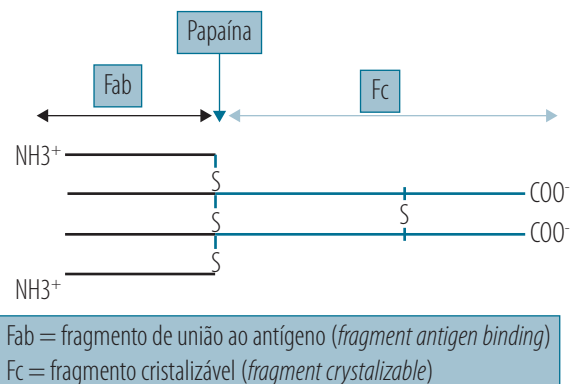 Papaína
Fab
Fc
NH3+
S
COO-
S
S
COO-
S
NH3+
Fab = fragmento de união ao antígeno (fragment antigen binding)
Fc = fragmento cristalizável (fragment crystalizable)